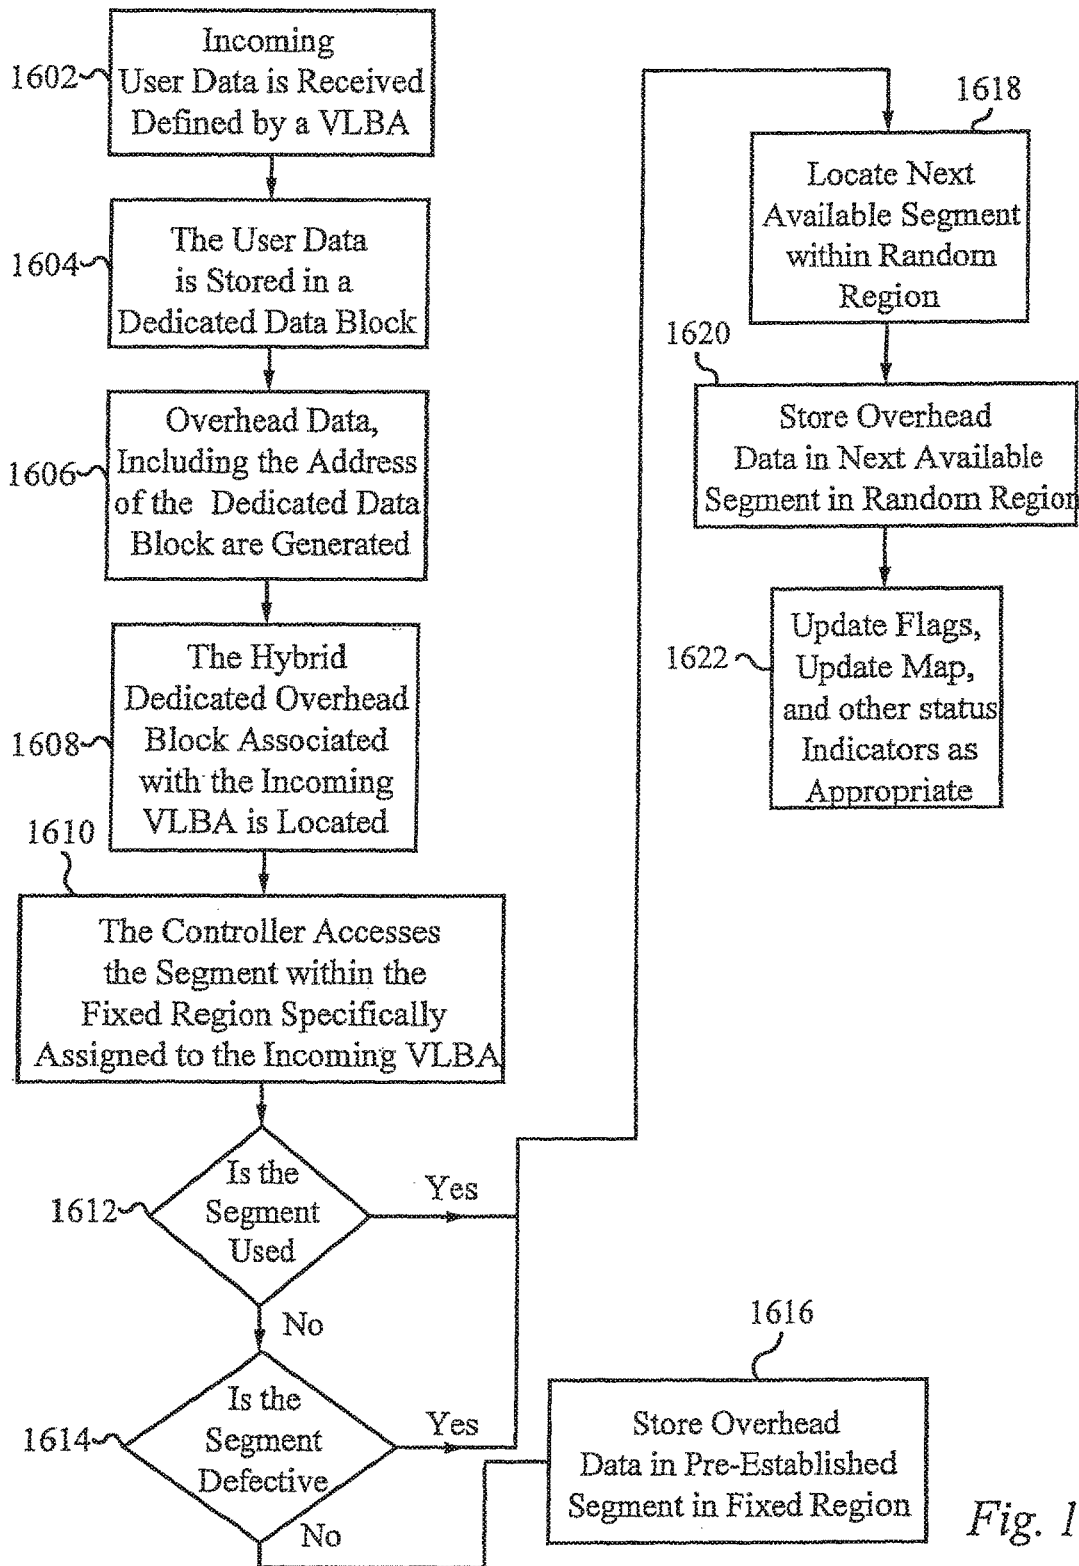 1602
Incoming
User Data is Received
Defined by a VLBA
1604
The User Data
is Stored in a
Dedicated Data Block
1606
Overhead Data,
Including the Address
of the Dedicated Data
Block are Generated
1608
The Hybrid
Dedicated Overhead
Block Associated
with the Incoming
VLBA is Located
1610
The Controller Accesses
the Segment within the
Fixed Region Specifically
Assigned to the Incoming VLBA
1612
Is the
Segment
Used
Yes
No
1614
Is the
Segment
Defective
Yes
No
1616
Store Overhead
Data in Pre-Established
Segment in Fixed Region
1618
Locate Next
Available Segment
within Random
Region
1620
Store Overhead
Data in Next Available
Segment in Random Region
1622
Update Flags,
Update Map,
and other status
Indicators as
Appropriate
Fig. 1